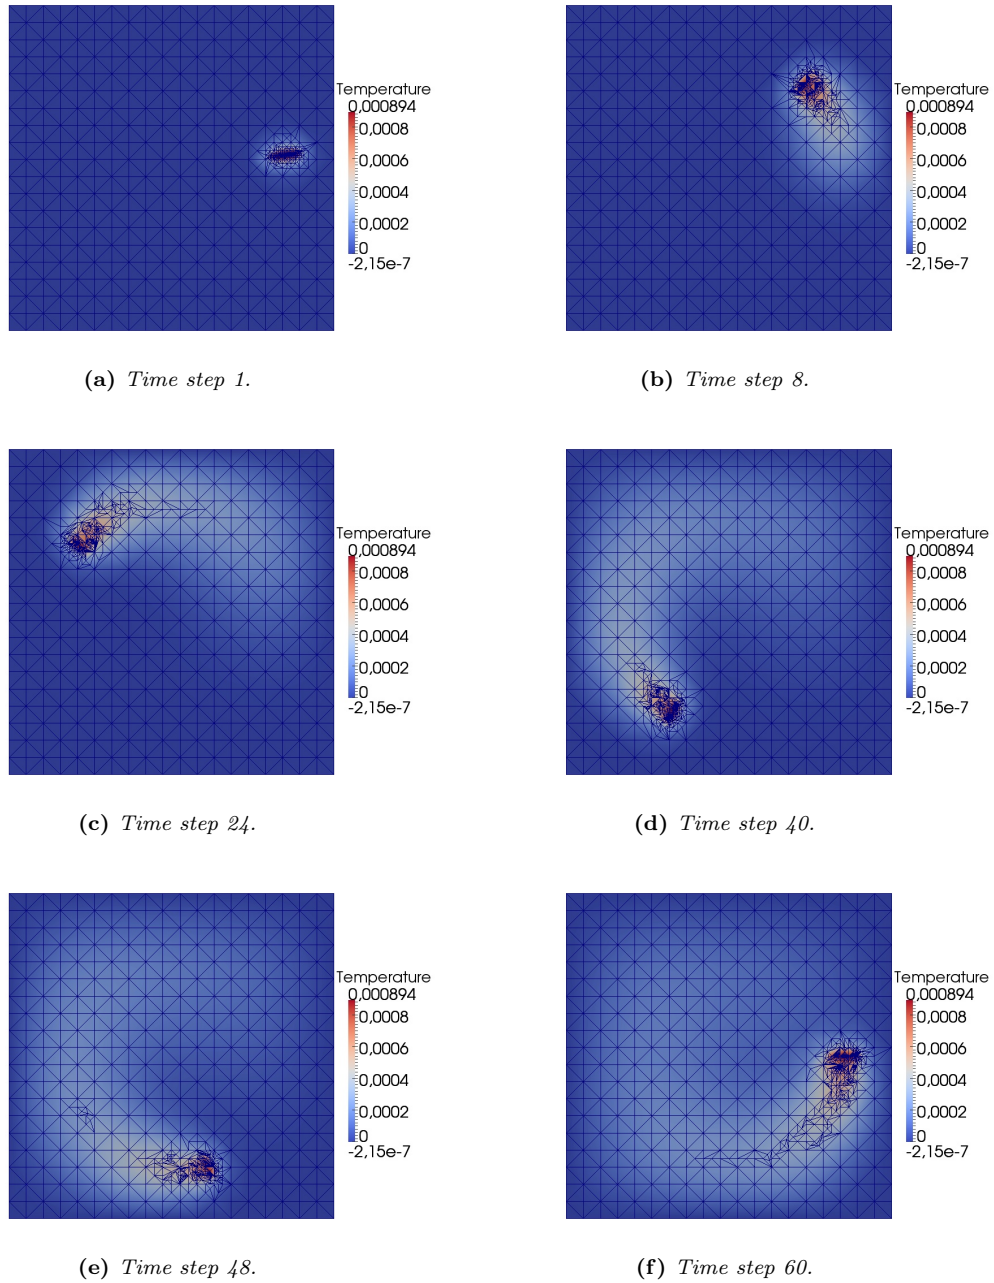 Temperature
0,000894
0,0008
0,0006
0,0004
0,0002
0
-2,15e-7
(a) Time step 1.
Temperature
0,000894
0,0008
0,0006
0,0004
0,0002
0
-2,15e-7
(b) Time step 8.
Temperature
0,000894
0,0008
0,0006
0,0004
0,0002
0
-2,15e-7
(c) Time step 24.
Temperature
0,000894
0,0008
0,0006
0,0004
0,0002
0
-2,15e-7
(d) Time step 40.
Temperature
0,000894
0,0008
0,0006
0,0004
0,0002
0
-2,15e-7
(e) Time step 48.
Temperature
0,000894
0,0008
0,0006
0,0004
0,0002
0
-2,15e-7
(f) Time step 60.